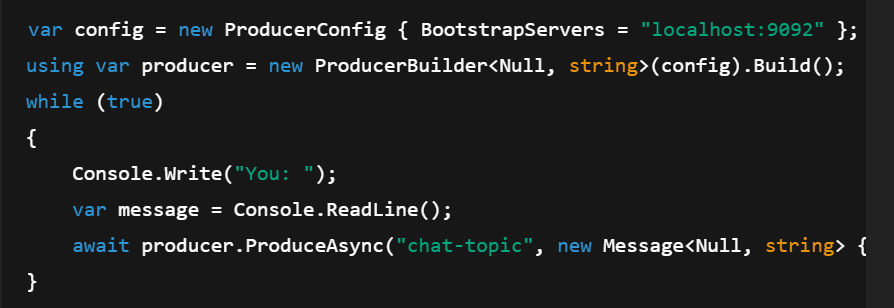 var config = new ProducerConfig { BootstrapServers = "localhost:9092" };
using var producer = new ProducerBuilder<Null, string>(config).Build();
while (true)
{
    Console.Write("You: ");
    var message = Console.ReadLine();
    await producer.ProduceAsync("chat-topic", new Message<Null, string> {
}